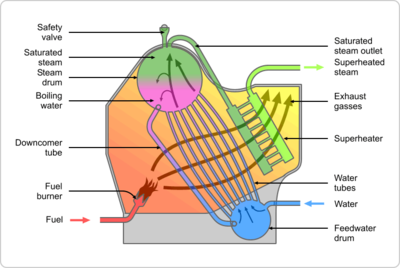 Safety
valve
Saturated
steam
Steam
drum
Boiling
water
Downcomer
tube
Fuel
burner
Fuel
Saturated
steam outlet
Superheated
steam
Exhaust
gasses
Superheater
Water
tubes
Water
Feedwater
drum